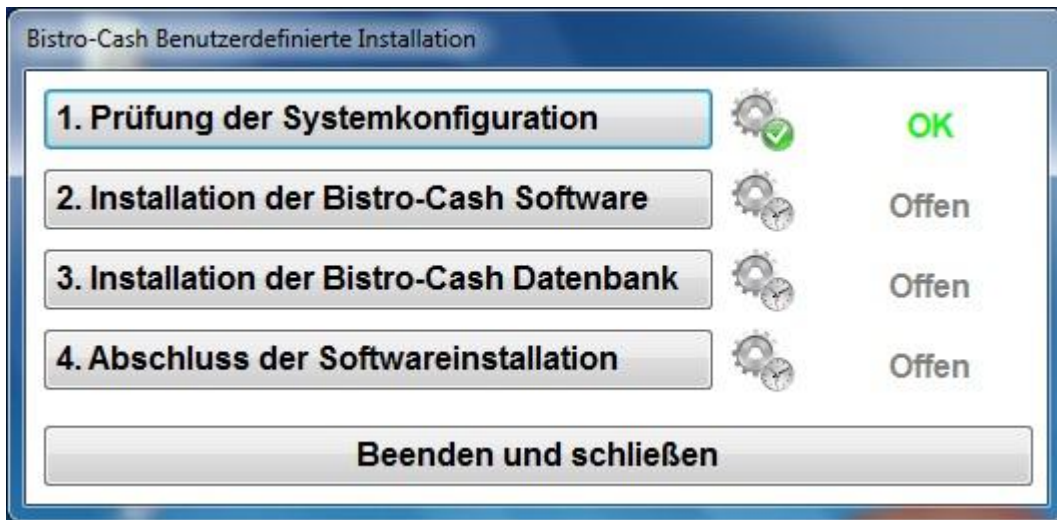 Bistro-Cash Benutzerdefinierte Installation
1. Prüfung der Systemkonfiguration OK
2. Installation der Bistro-Cash Software Offen
3. Installation der Bistro-Cash Datenbank Offen
4. Abschluss der Softwareinstallation Offen
Beenden und schließen